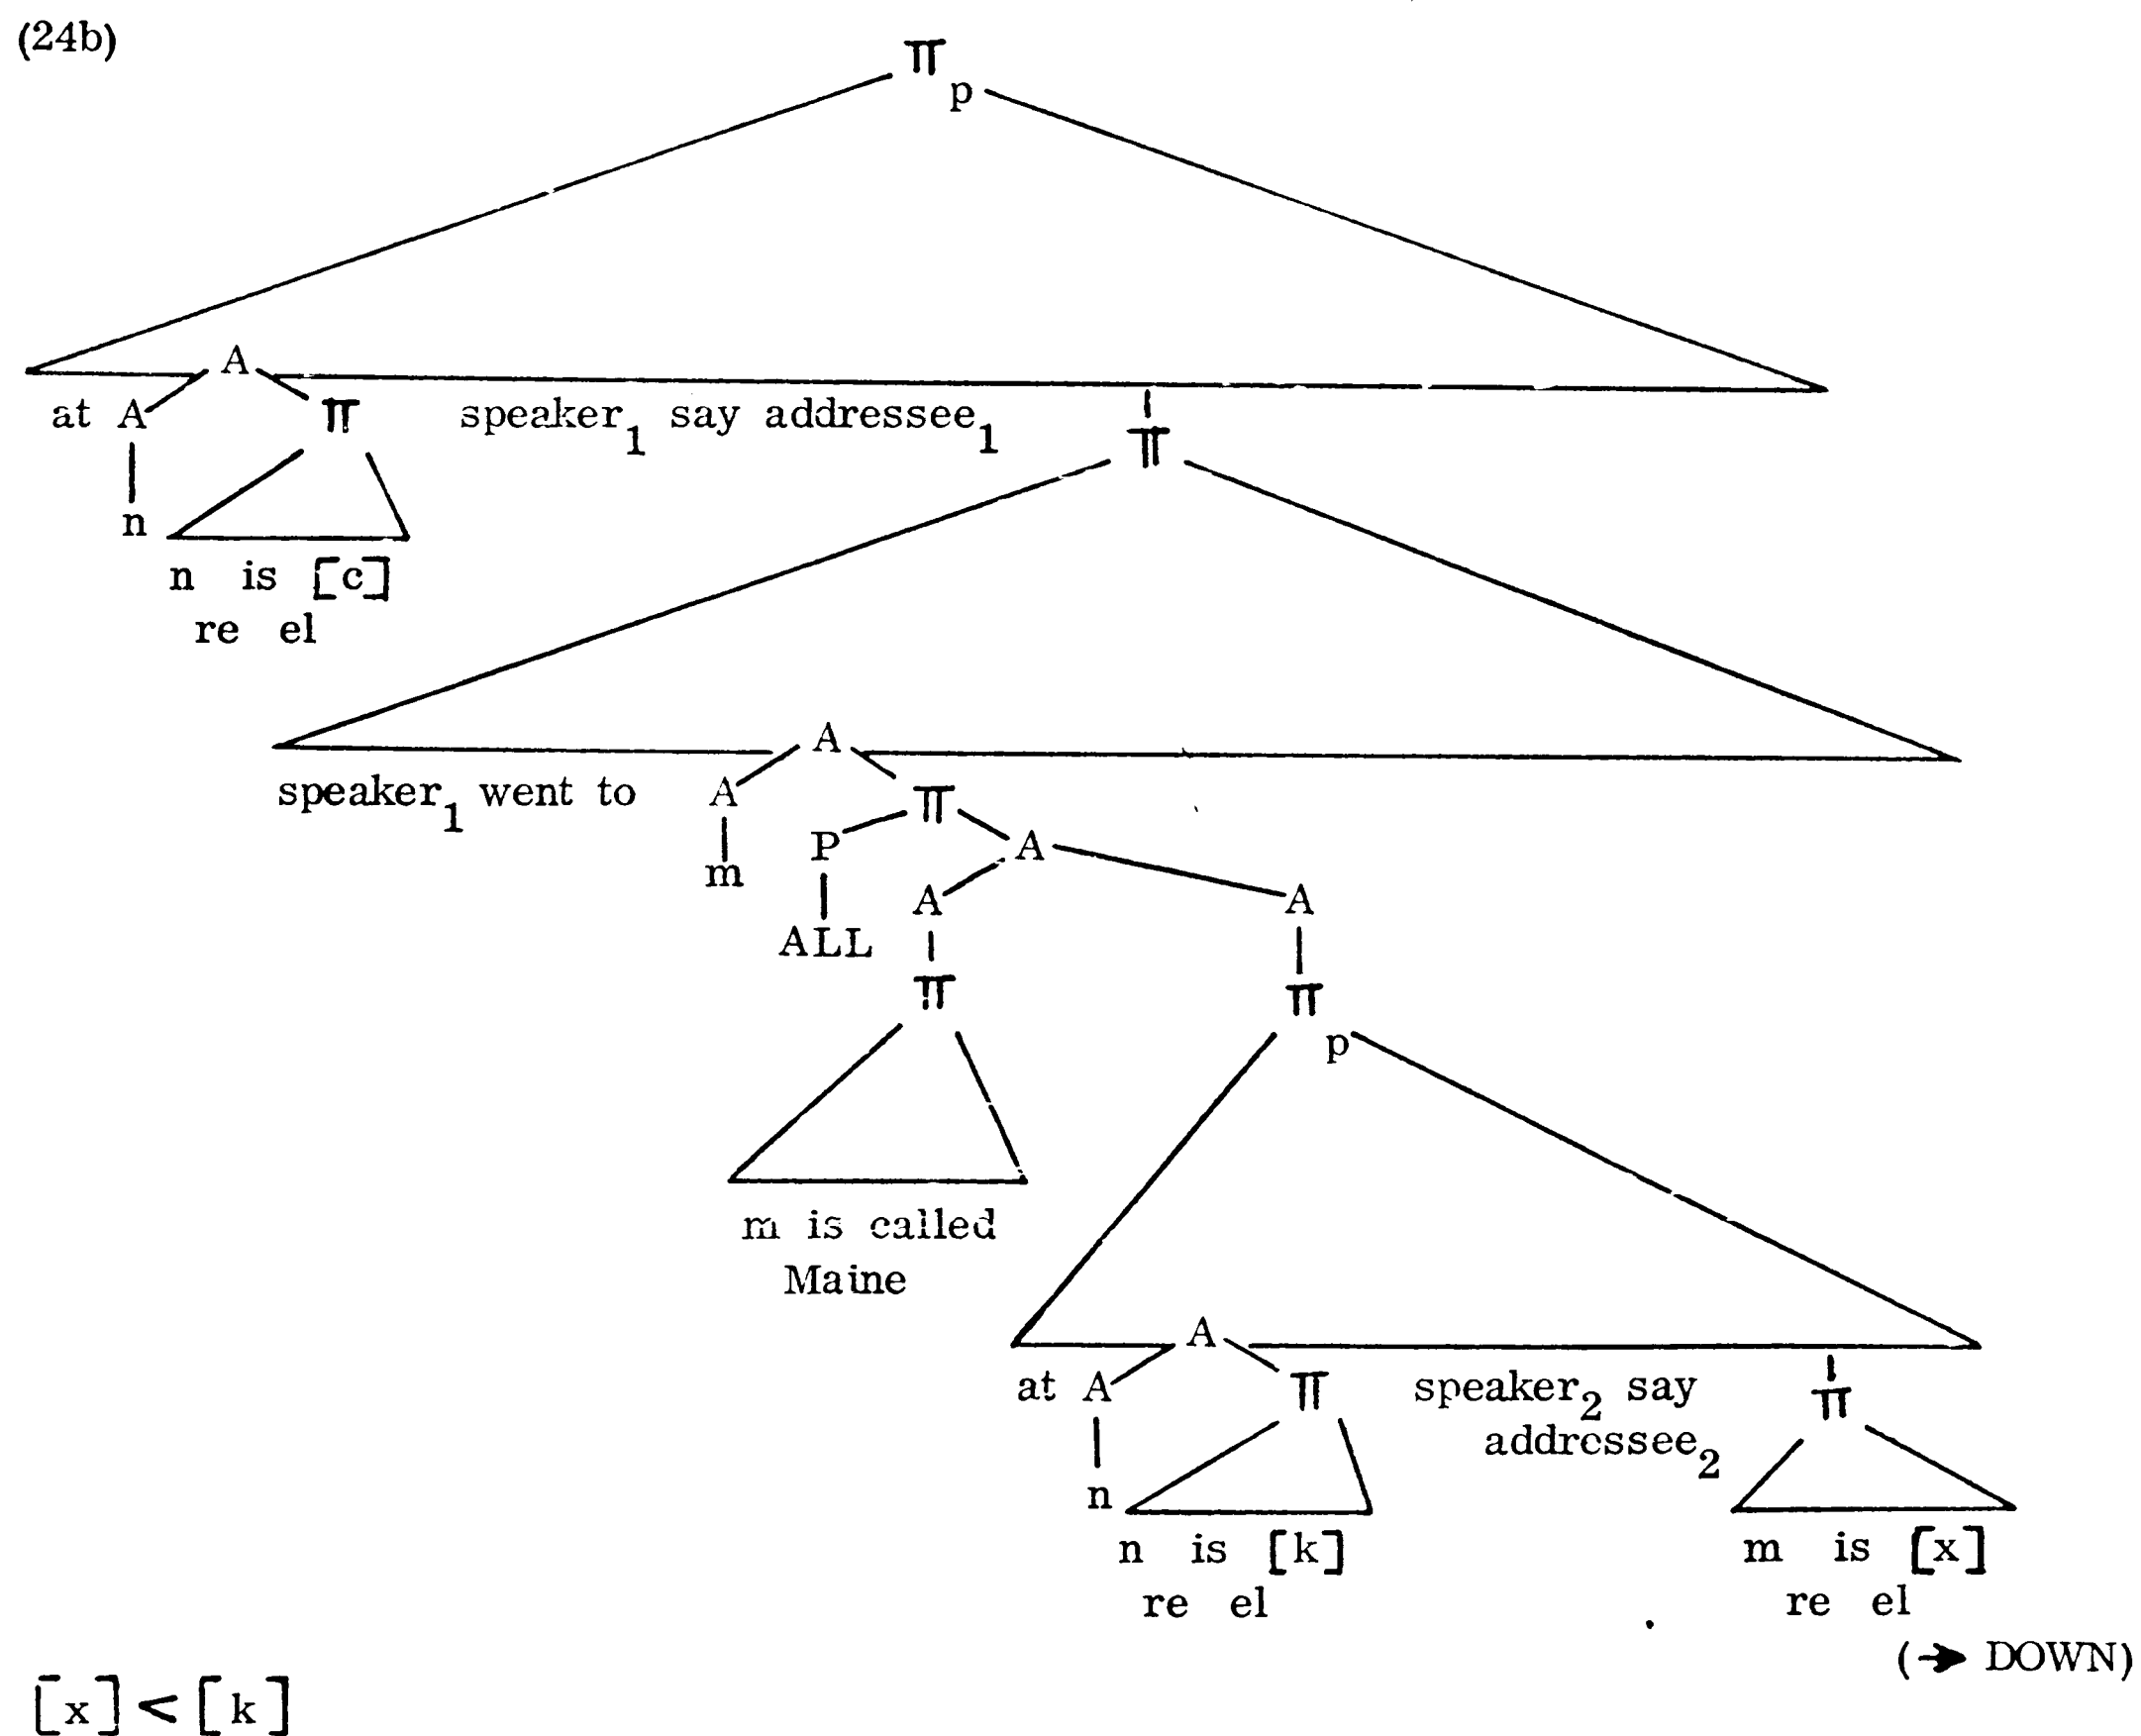 (24b)
π p
A
at A π speaker1 say addressee1 π
n
n is [c]
re el
A
speaker1 went to A π
m P A
ALL A A
π π p
m is called
Maine
A
at A π speaker2 say π
addressee2
n
n is [k] m is [x]
re el re el
(→ DOWN)
[x] < [k]